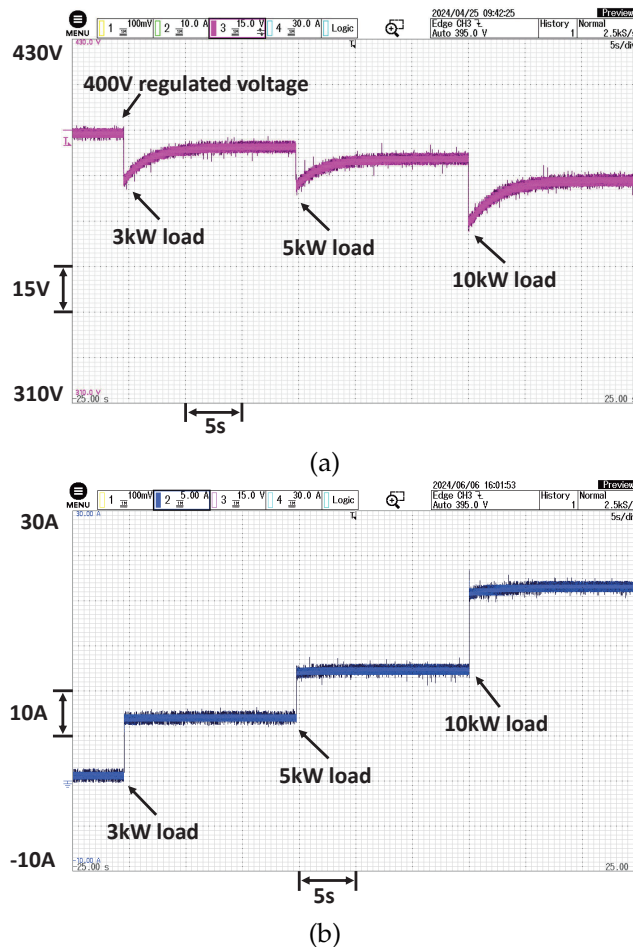 2024/04/25 09:42:25 Preview
MENU 1 100mV 2 10.0 A 3 15.0 V 4 30.0 A Logic Edge CH3 History Normal
Auto 395.0 V 1 2.5kS/s
5s/div
430V 430.0 V
400V regulated voltage
3kW load
5kW load
10kW load
15V
310V 310.0 V
25.00 s 25.00 s
5s
(a)
2024/06/06 16:01:53 Preview
MENU 1 100mV 2 5.00 A 3 15.0 V 4 30.0 A Logic Edge CH3 History Normal
Auto 395.0 V 1 2.5kS/s
5s/div
30A 30.00 A
10A
10kW load
5kW load
3kW load
-10A -10.00 A
25.00 s 25.00 s
5s
(b)